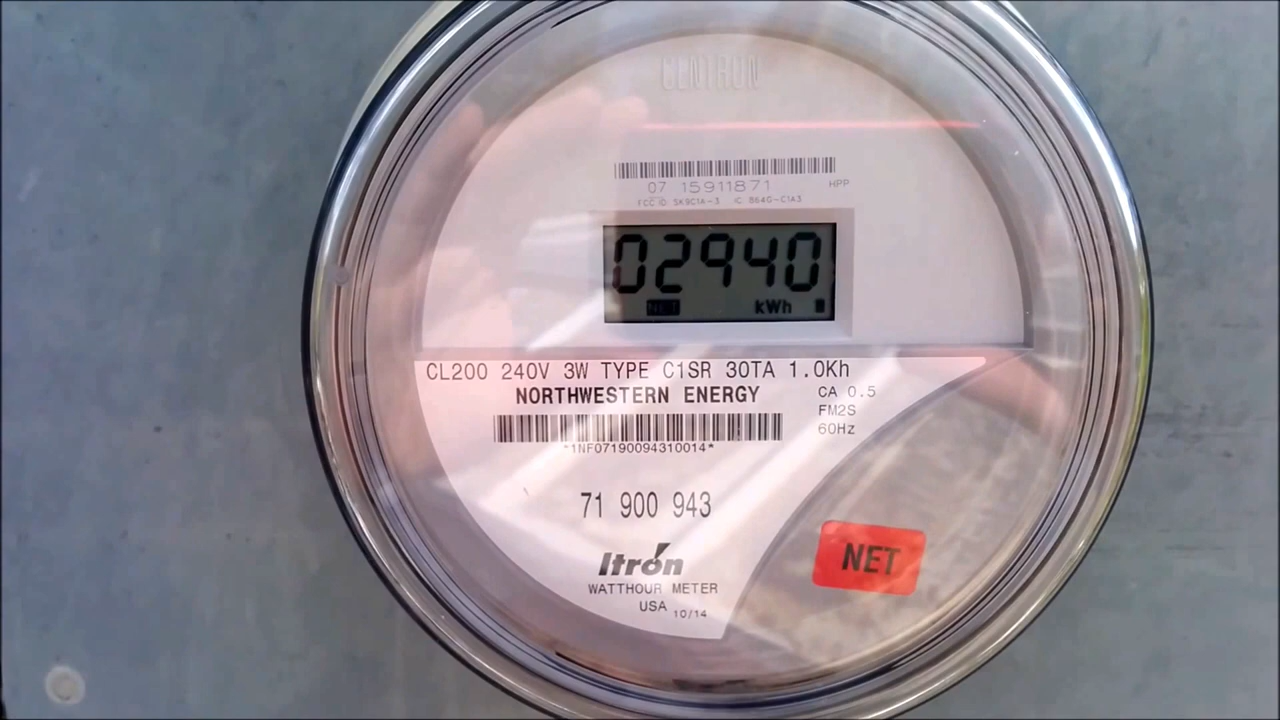 CENTRON
07 15911871 HPP
FCC ID: SK9C1A-3 IC: 864G-C1A3
02940
NET kWh
CL200 240V 3W TYPE C1SR 30TA 1.0Kh
NORTHWESTERN ENERGY
CA 0.5
FM2S
60Hz
*1NF07190094310014*
71 900 943
Itron
WATTHOUR METER
USA 10/14
NET